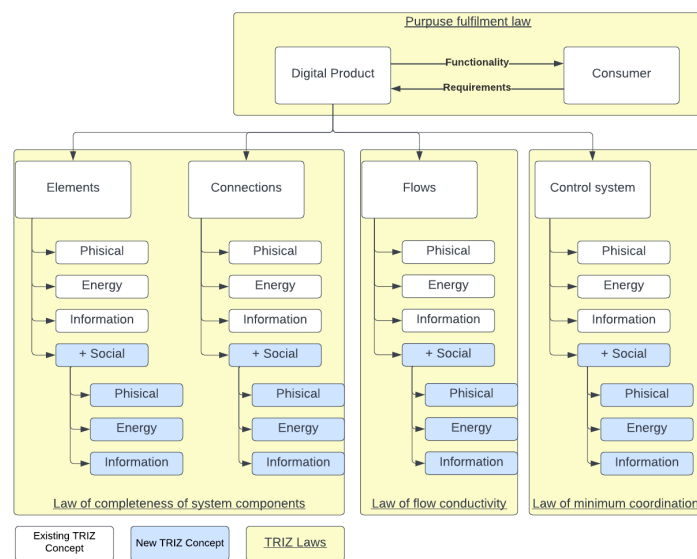 Purpuse fulfilment law
Digital Product
Functionality
Requirements
Consumer
Elements
Connections
Flows
Control system
Phisical
Phisical
Phisical
Phisical
Energy
Energy
Energy
Energy
Information
Information
Information
Information
+ Social
+ Social
+ Social
+ Social
Phisical
Phisical
Phisical
Phisical
Energy
Energy
Energy
Energy
Information
Information
Information
Information
Law of completeness of system components
Law of flow conductivity
Law of minimum coordination
Existing TRIZ
Concept
New TRIZ Concept
TRIZ Laws